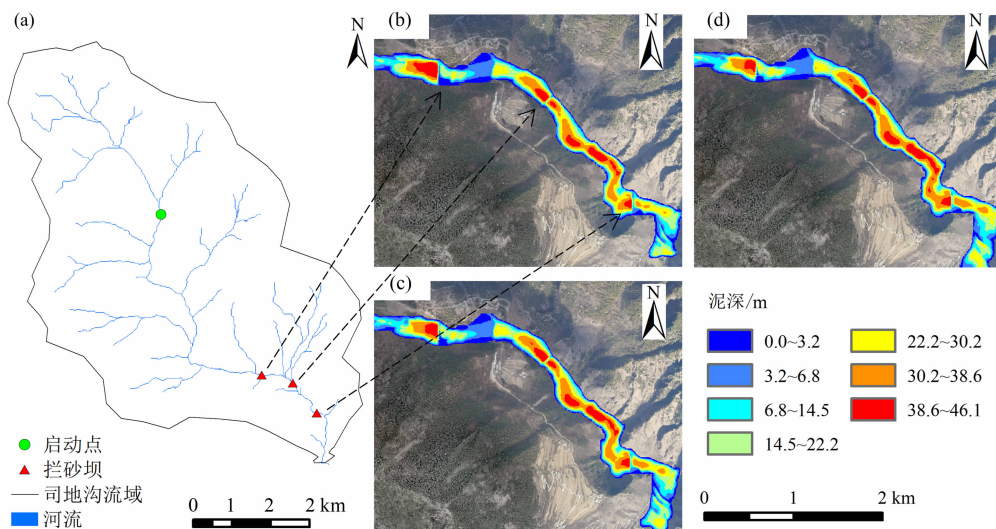 (a)
N
启动点
拦砂坝
司地沟流域
河流
0 1 2 km
(b)
N
(c)
N
(d)
N
泥深/m
0.0~3.2
3.2~6.8
6.8~14.5
14.5~22.2
22.2~30.2
30.2~38.6
38.6~46.1
0 1 2 km